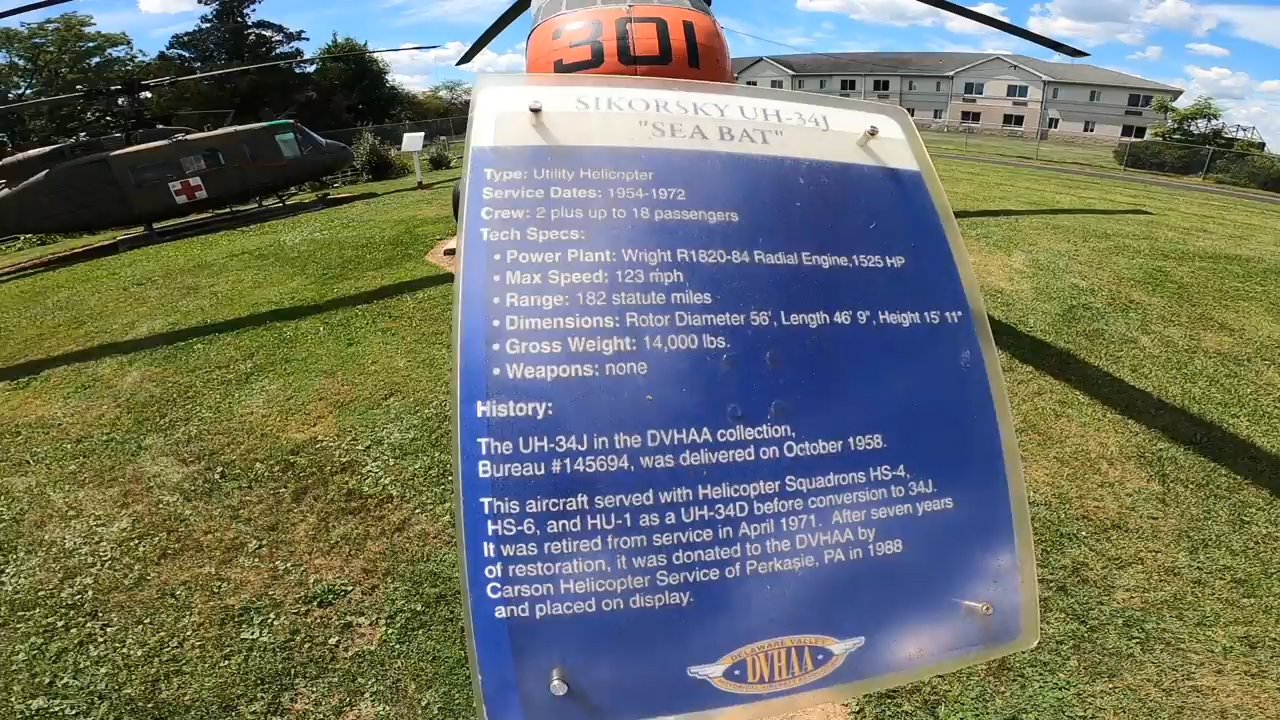 301
SIKORSKY UH-34J
"SEA BAT"
Type: Utility Helicopter
Service Dates: 1954-1972
Crew: 2 plus up to 18 passengers
Tech Specs:
• Power Plant: Wright R1820-84 Radial Engine,1525 HP
• Max Speed: 123 mph
• Range: 182 statute miles
• Dimensions: Rotor Diameter 56', Length 46' 9", Height 15' 11"
• Gross Weight: 14,000 lbs.
• Weapons: none
History:
The UH-34J in the DVHAA collection,
Bureau #145694, was delivered on October 1958.
This aircraft served with Helicopter Squadrons HS-4,
HS-6, and HU-1 as a UH-34D before conversion to 34J.
It was retired from service in April 1971. After seven years
of restoration, it was donated to the DVHAA by
Carson Helicopter Service of Perkasie, PA in 1988
and placed on display.
DELAWARE VALLEY
DVHAA
HISTORICAL AIRCRAFT ASSOCIATION